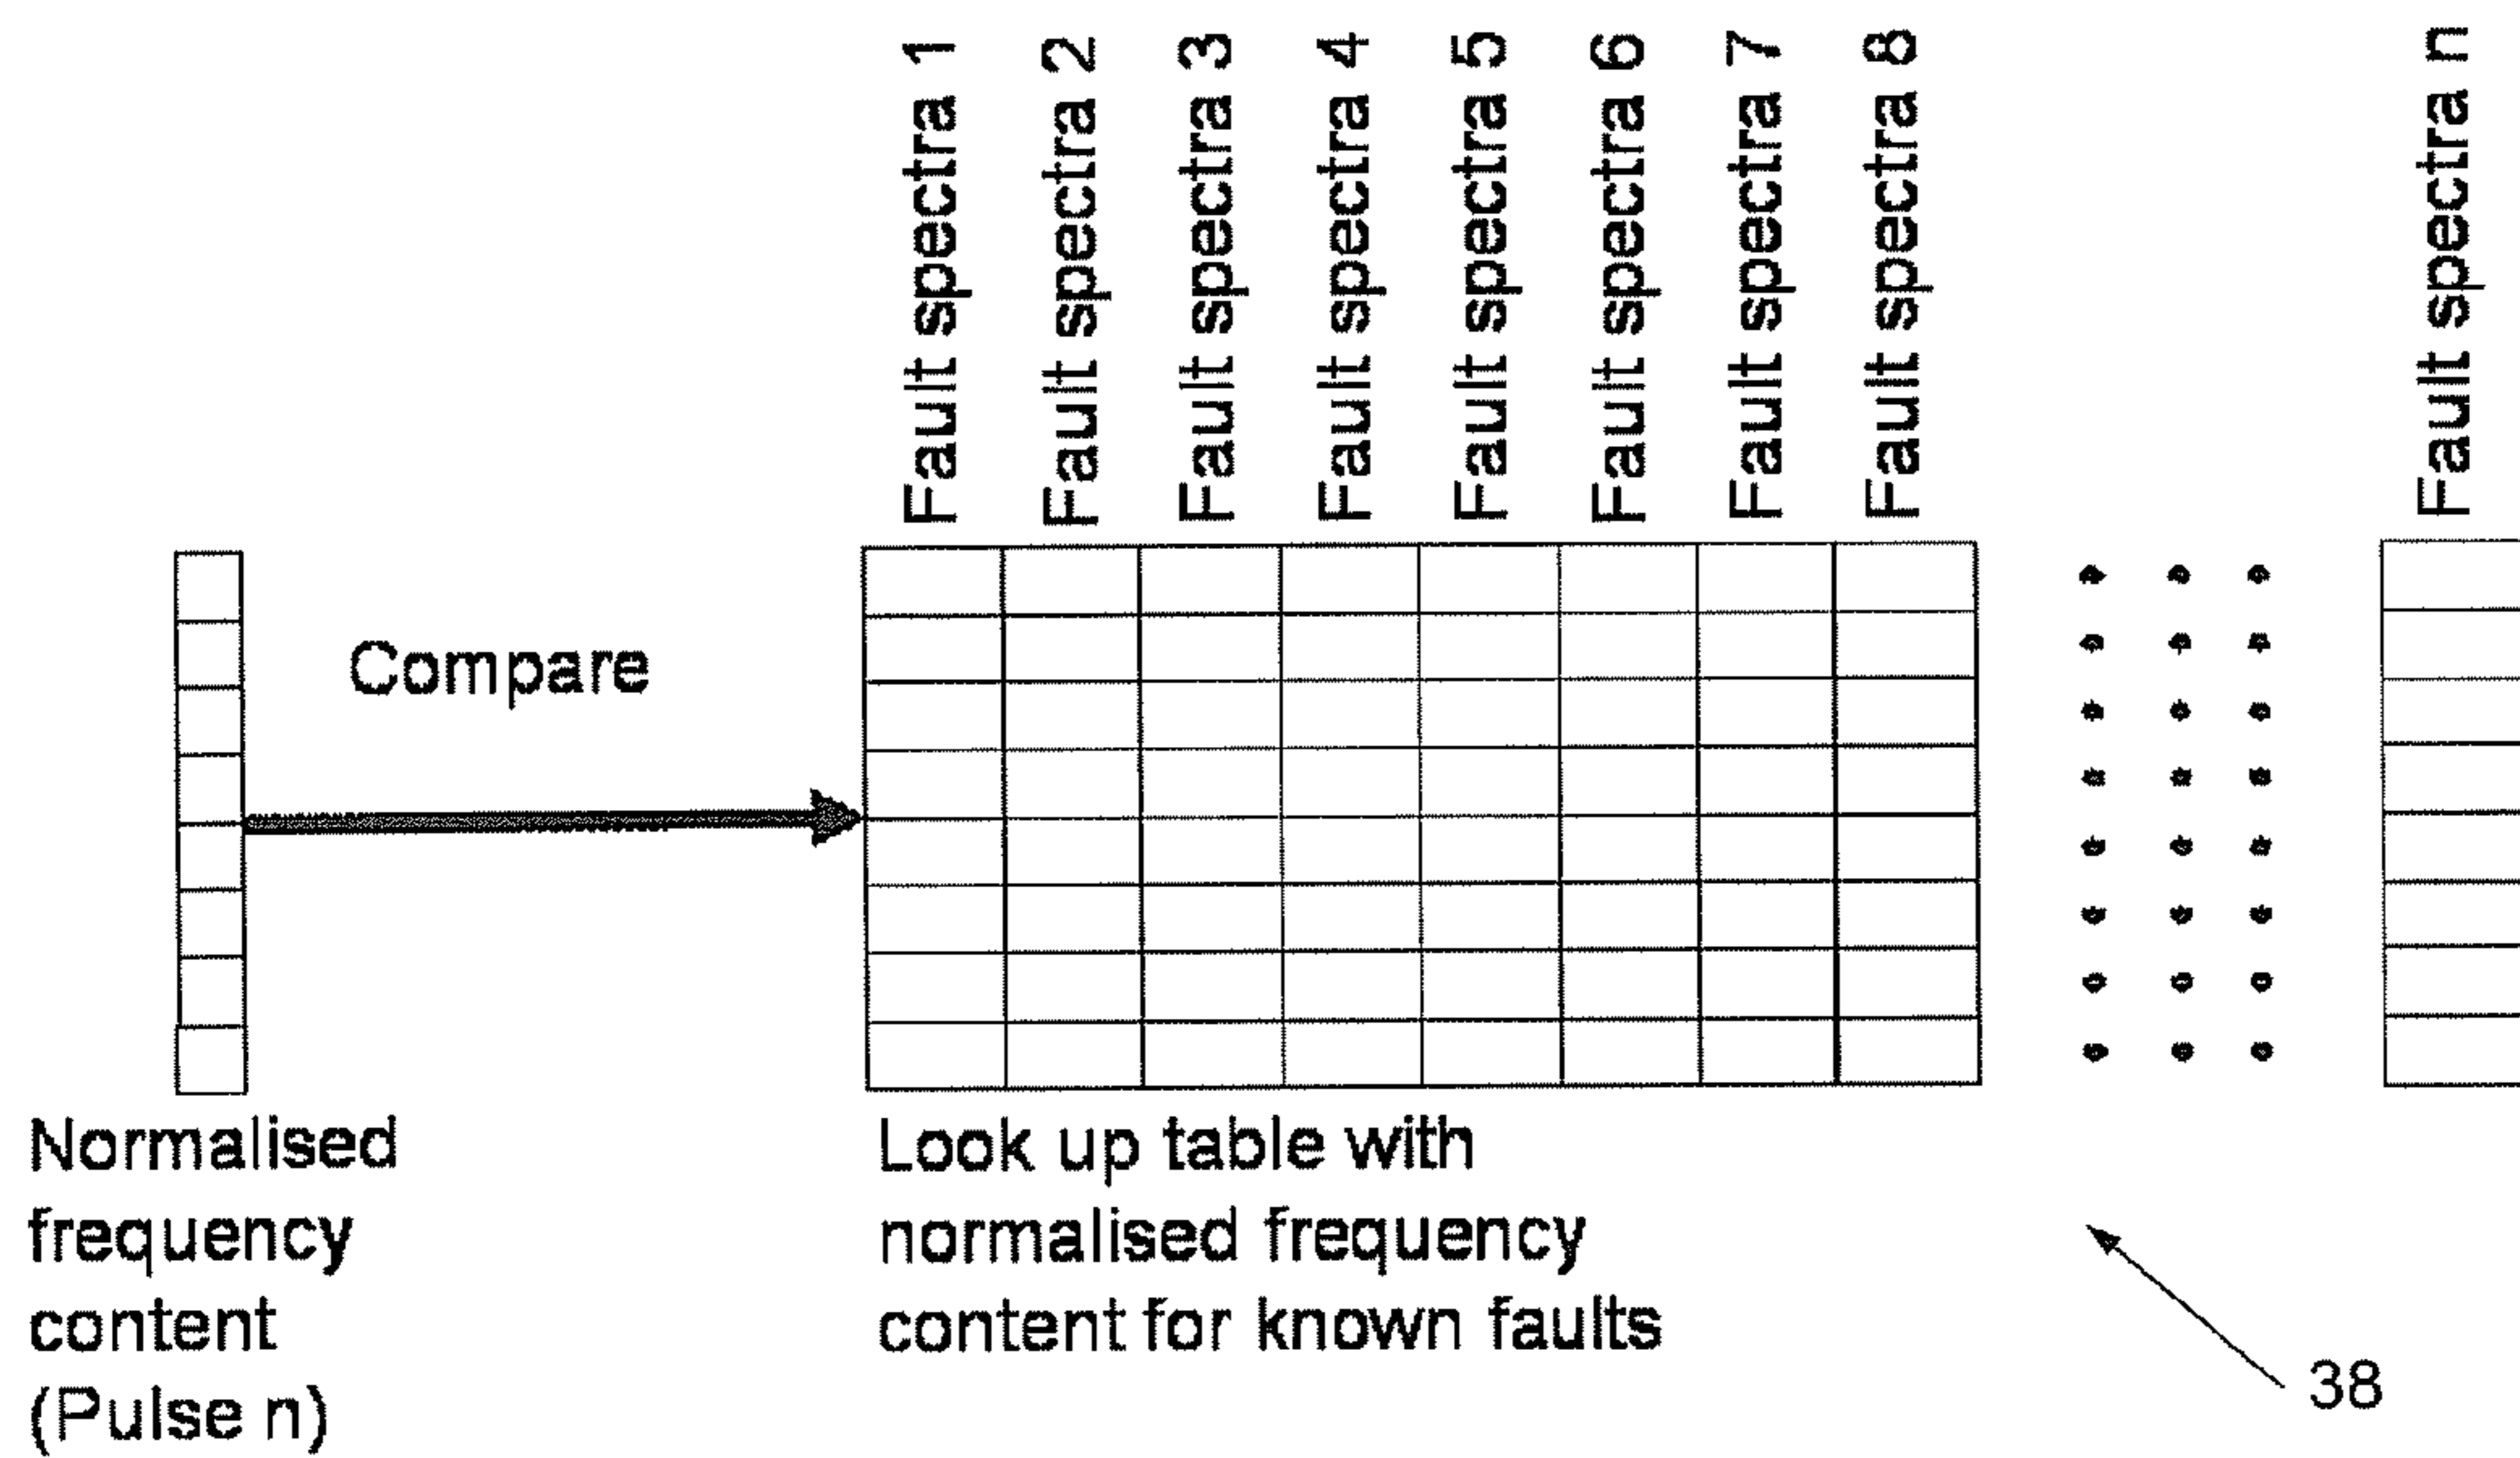 Fault spectra 1
Fault spectra 2
Fault spectra 3
Fault spectra 4
Fault spectra 5
Fault spectra 6
Fault spectra 7
Fault spectra 8
Fault spectra n
Compare
Normalised
frequency
content
(Pulse n)
Look up table with
normalised frequency
content for known faults
38